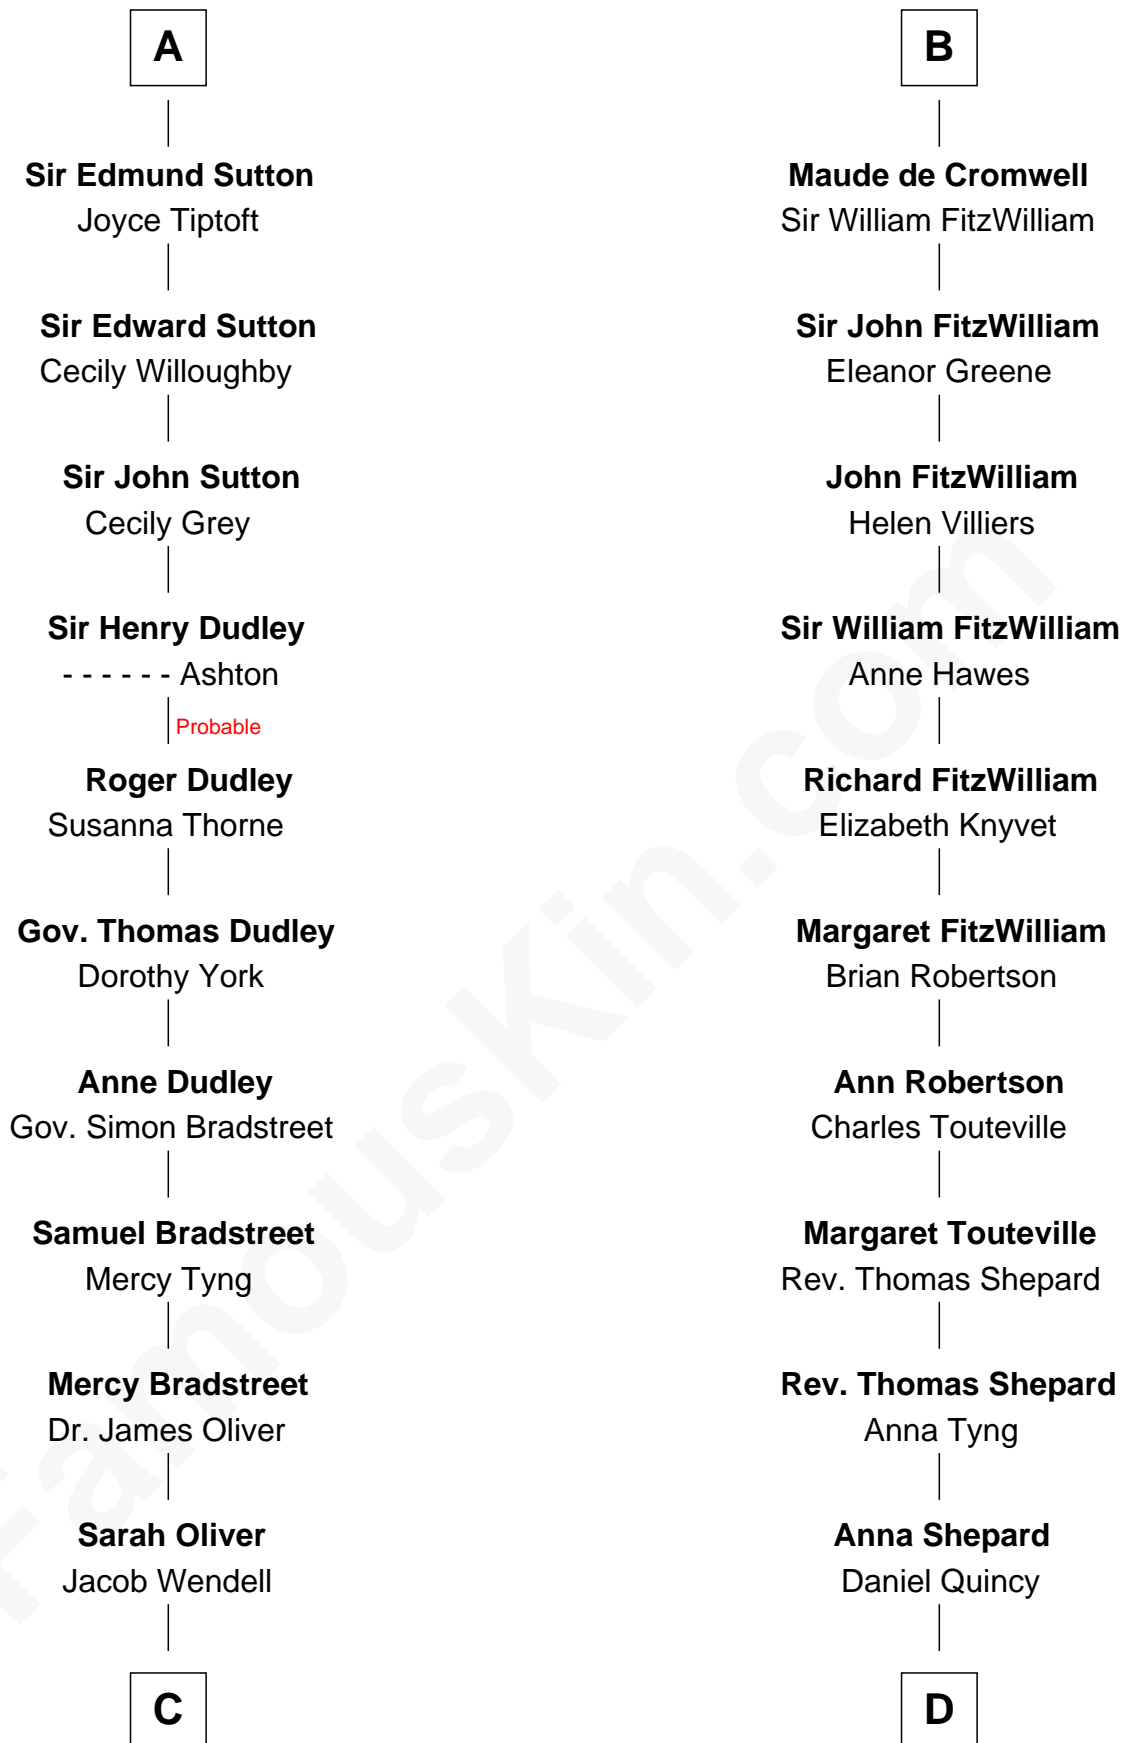 A
Sir Edmund Sutton
Joyce Tiptoft
Sir Edward Sutton
Cecily Willoughby
Sir John Sutton
Cecily Grey
Sir Henry Dudley
- - - - - - Ashton
Probable
Roger Dudley
Susanna Thorne
Gov. Thomas Dudley
Dorothy York
Anne Dudley
Gov. Simon Bradstreet
Samuel Bradstreet
Mercy Tyng
Mercy Bradstreet
Dr. James Oliver
Sarah Oliver
Jacob Wendell
C
B
Maude de Cromwell
Sir William FitzWilliam
Sir John FitzWilliam
Eleanor Greene
John FitzWilliam
Helen Villiers
Sir William FitzWilliam
Anne Hawes
Richard FitzWilliam
Elizabeth Knyvet
Margaret FitzWilliam
Brian Robertson
Ann Robertson
Charles Touteville
Margaret Touteville
Rev. Thomas Shepard
Rev. Thomas Shepard
Anna Tyng
Anna Shepard
Daniel Quincy
D
FamousKin.com